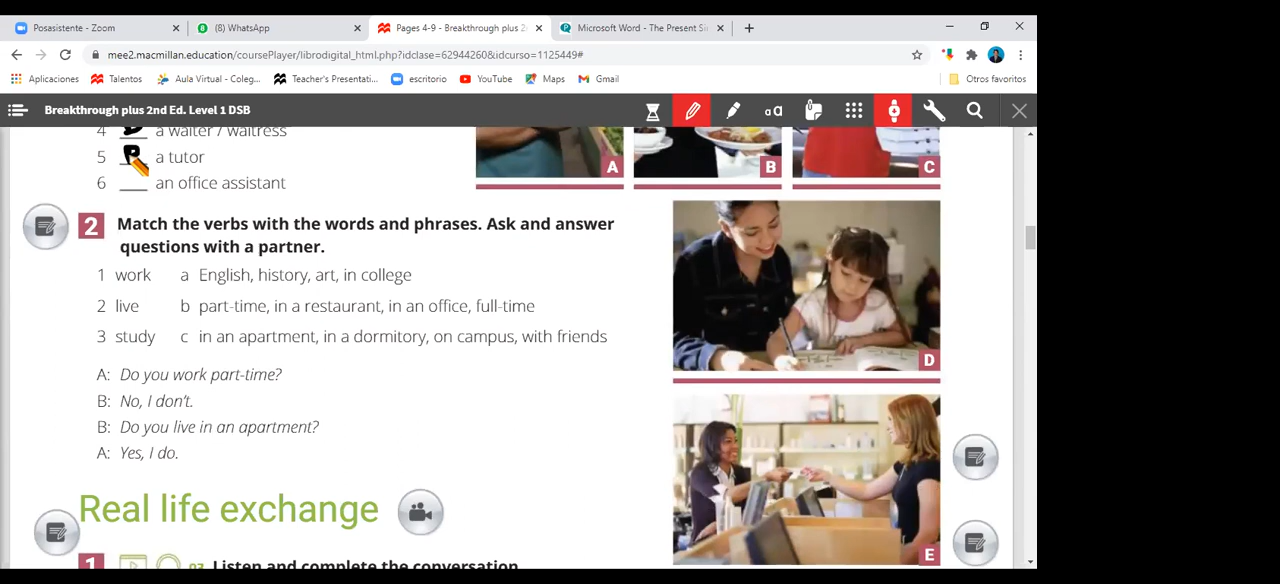 Posasistente - Zoom
(8) WhatsApp
Pages 4-9 - Breakthrough plus 2
Microsoft Word - The Present Si
mee2.macmillan.education/coursePlayer/librodigital_html.php?idclase=62944260&idcurso=1125449#
Aplicaciones
Talentos
Aula Virtual - Coleg...
Teacher's Presentati...
escritorio
YouTube
Maps
Gmail
Otros favoritos
Breakthrough plus 2nd Ed. Level 1 DSB
aa
4 a waiter / waitress
5 a tutor
6 ___ an office assistant
A
B
C
2 Match the verbs with the words and phrases. Ask and answer
questions with a partner.
1 work a English, history, art, in college
2 live b part-time, in a restaurant, in an office, full-time
3 study c in an apartment, in a dormitory, on campus, with friends
A: Do you work part-time?
B: No, I don't.
B: Do you live in an apartment?
A: Yes, I do.
D
Real life exchange
E
1 03 Listen and complete the conversation